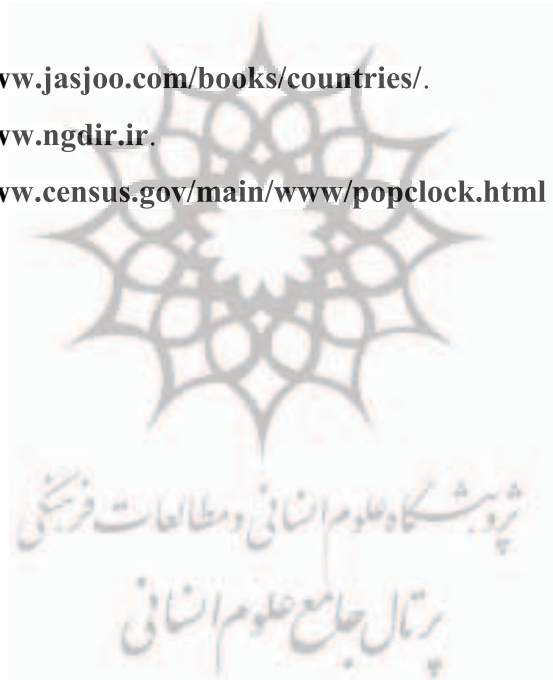 ww.jasjoo.com/books/countries/.
ww.ngdir.ir.
ww.census.gov/main/www/popclock.html
پژوهشگاه علوم انسانی و مطالعات فرهنگی
پرتال جامع علوم انسانی